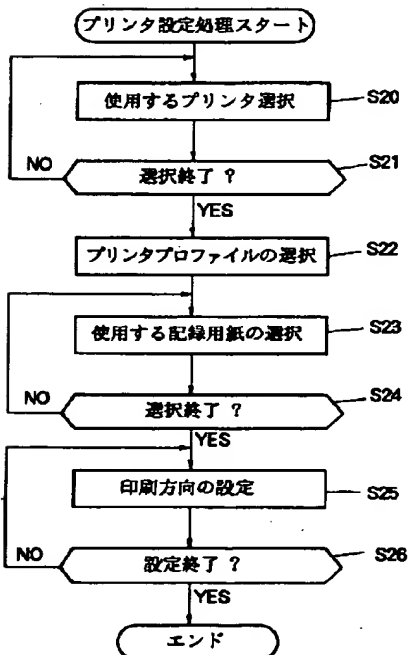 プリンタ設定処理スタート
使用するプリンタ選択
S20
選択終了 ?
S21
NO
YES
プリンタプロファイルの選択
S22
使用する記録用紙の選択
S23
選択終了 ?
S24
NO
YES
印刷方向の設定
S25
設定終了 ?
S26
NO
YES
エンド